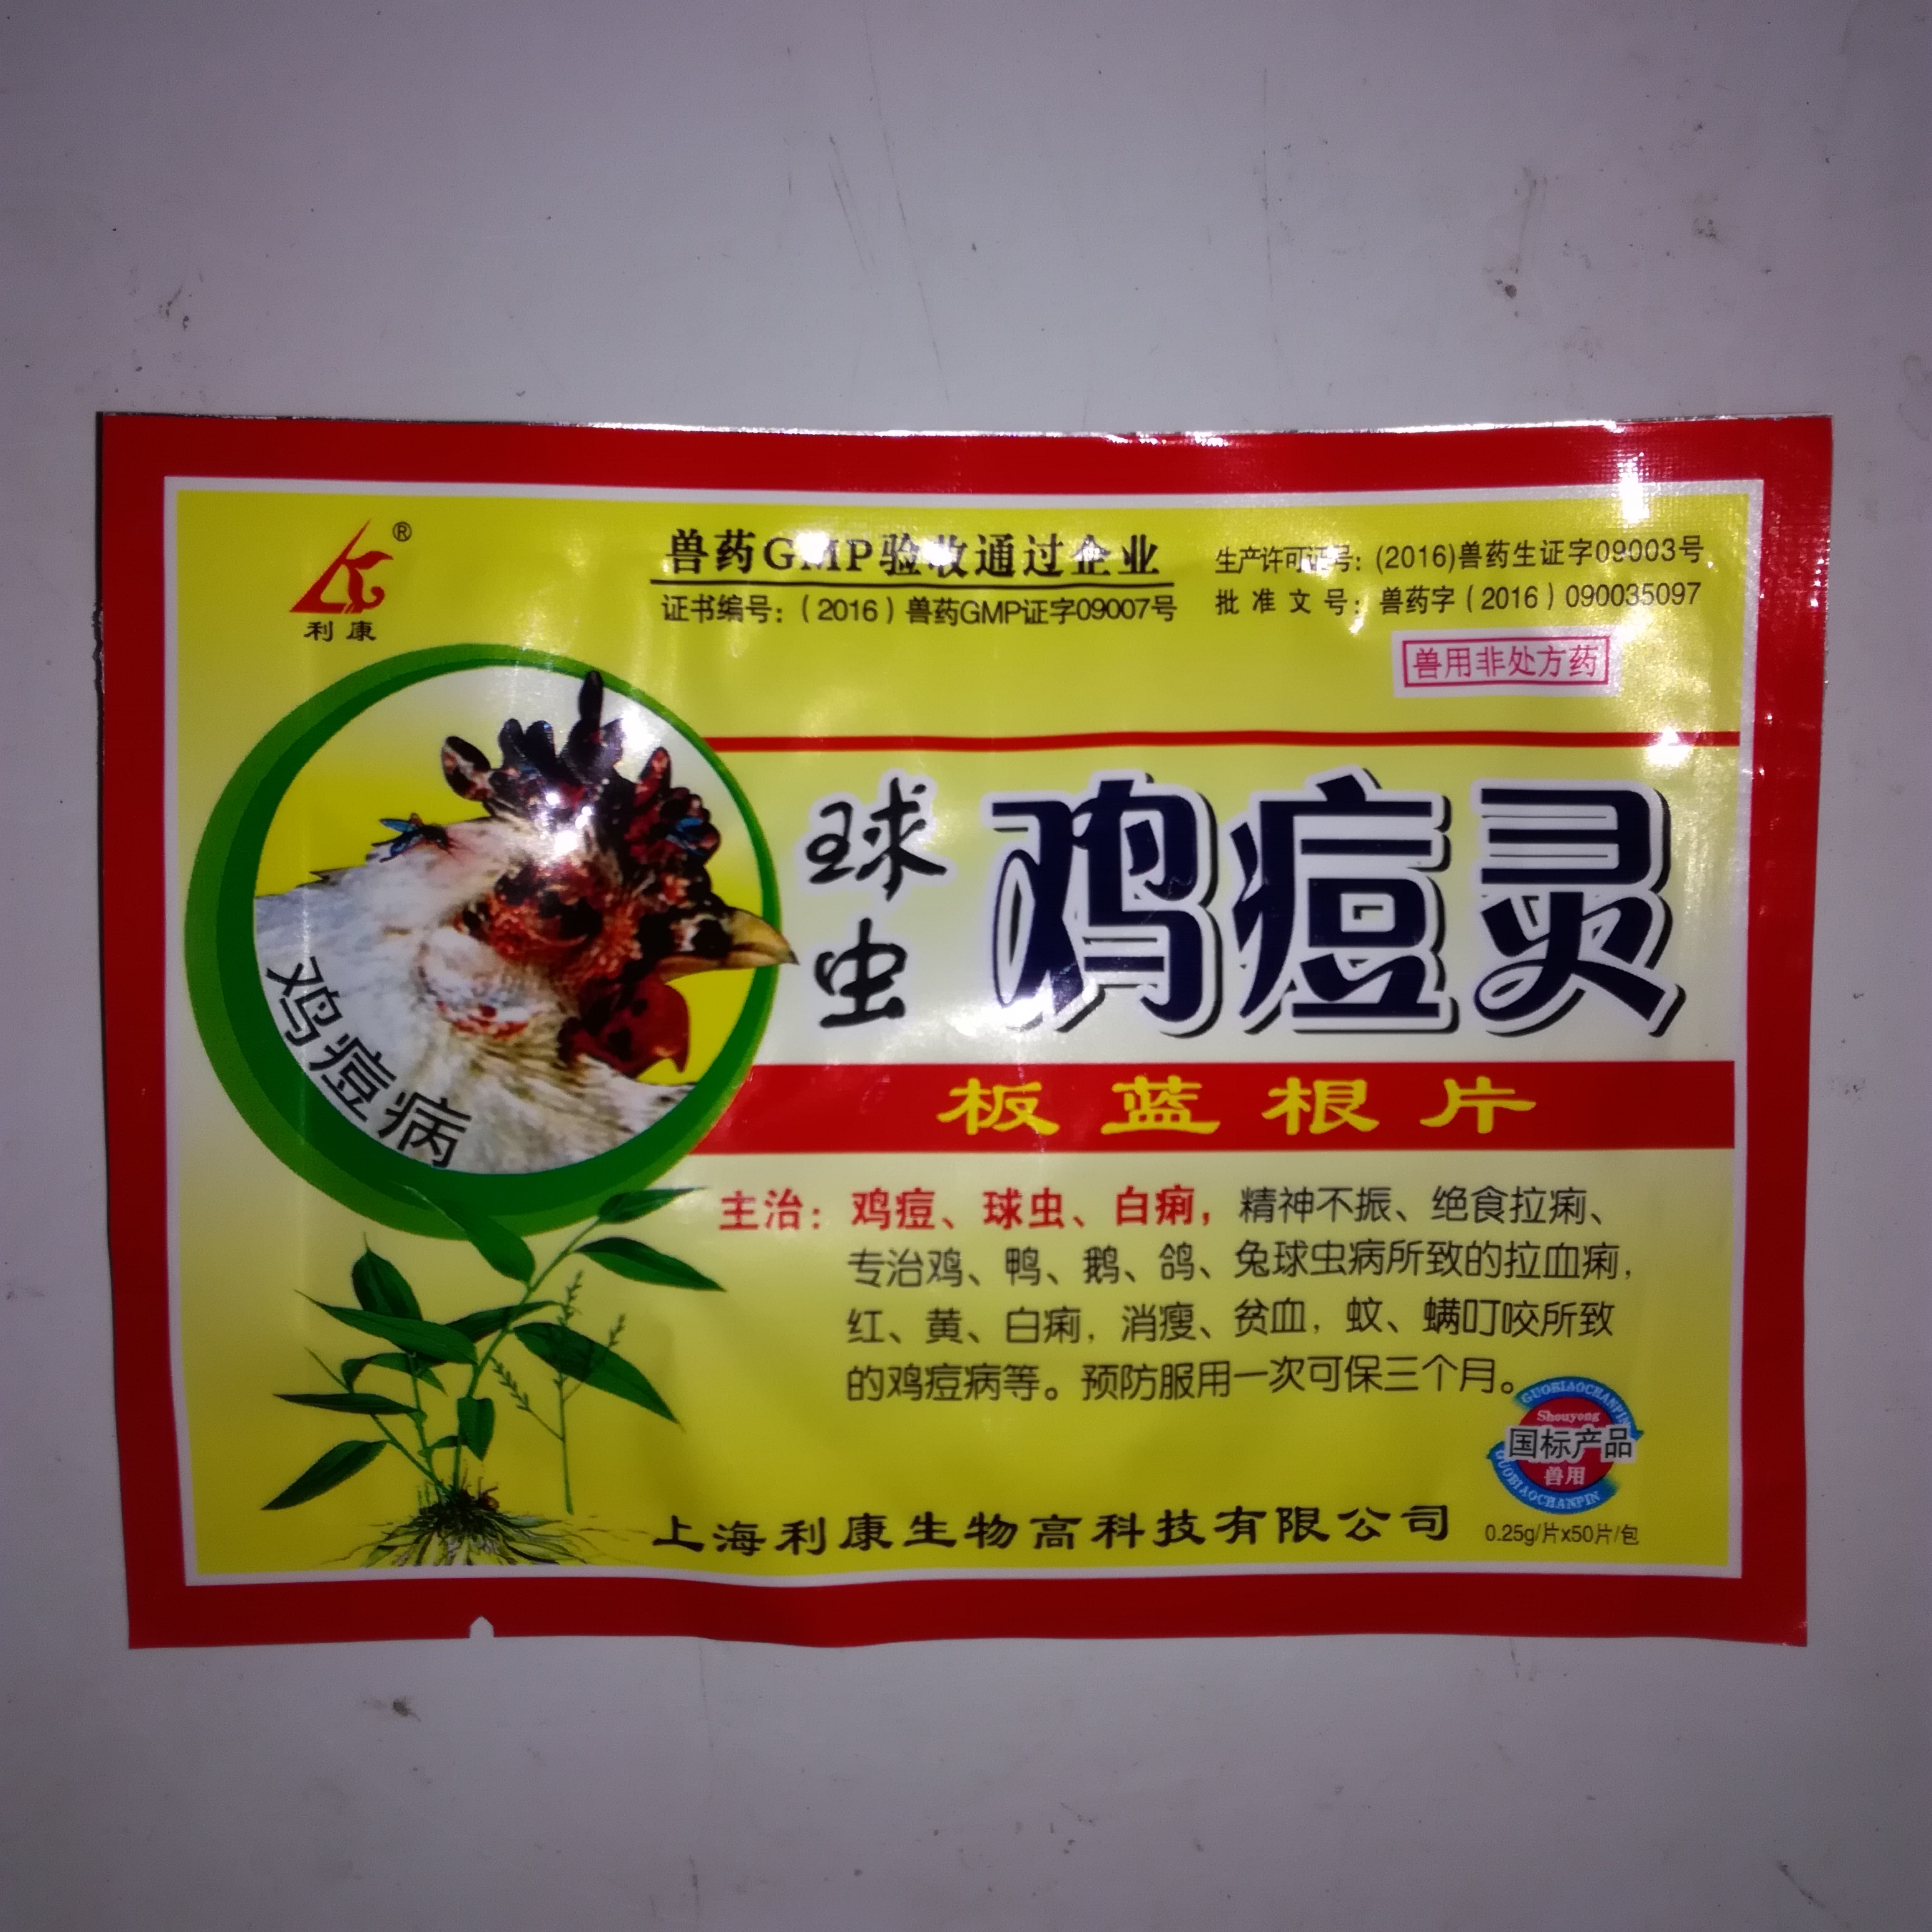 ®
利康
兽药GMP验收通过企业
证书编号:（2016）兽药GMP证字09007号
生产许可证号: (2016)兽药生证字09003号
批准文号: 兽药字（2016）090035097
兽用非处方药
球虫
鸡痘灵
鸡痘病
板蓝根片
主治: 鸡痘、球虫、白痢，精神不振、绝食拉痢、
专治鸡、鸭、鹅、鸽、兔球虫病所致的拉血痢，
红、黄、白痢，消瘦、贫血，蚊、螨叮咬所致
的鸡痘病等。预防服用一次可保三个月。
GUOBIAOCHANPIN
Shouyong
国标产品
兽用
GUOBIAOCHANPIN
上海利康生物高科技有限公司
0.25g/片x50片/包